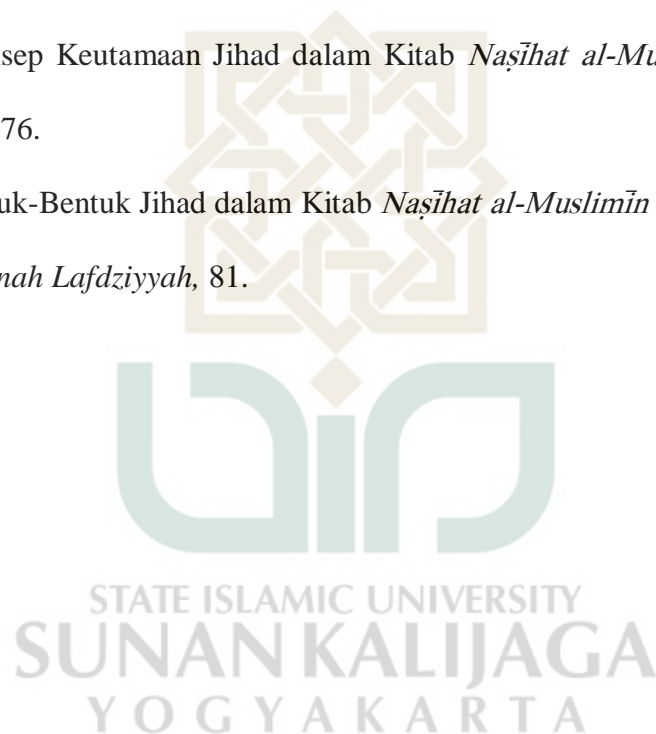 sep Keutamaan Jihad dalam Kitab Naṣīhat al-Mu
76.
uk-Bentuk Jihad dalam Kitab Naṣīhat al-Muslimīn
nah Lafdziyyah, 81.
STATE ISLAMIC UNIVERSITY
SUNAN KALIJAGA
YOGYAKARTA